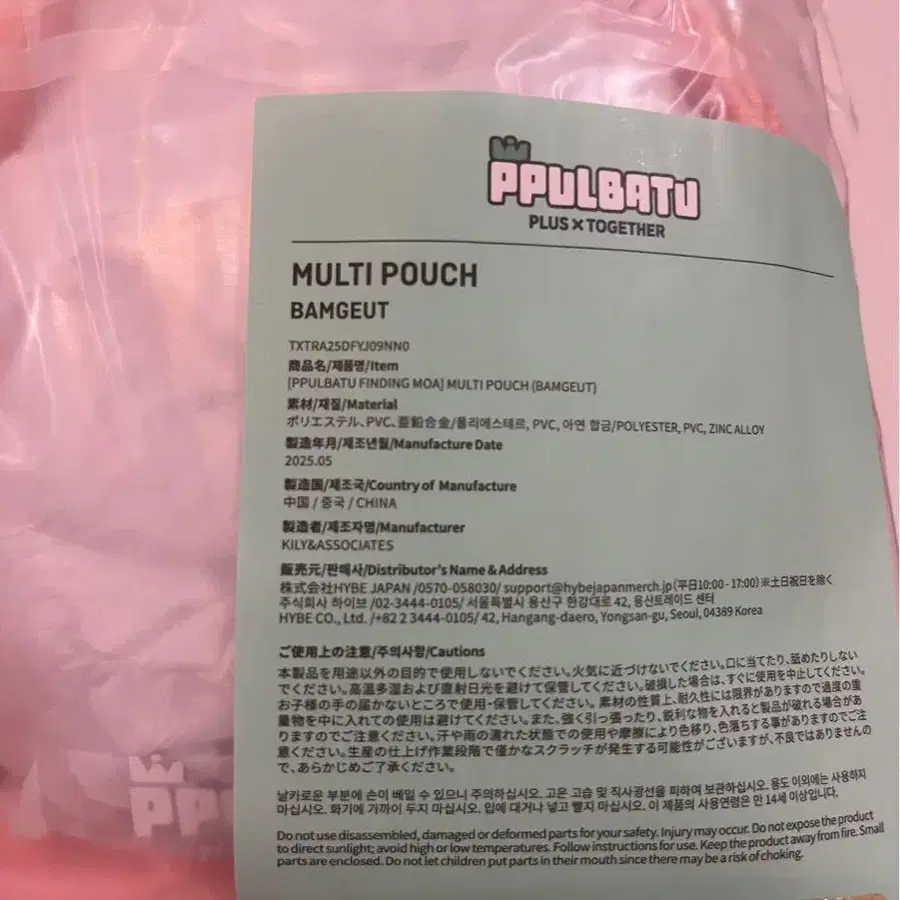 PPULBATU
PLUS×TOGETHER
MULTI POUCH
BAMGEUT
TXTRA25DFYJ09NN0
商品名/제품명/Item
[PPULBATU FINDING MOA] MULTI POUCH (BAMGEUT)
素材/재질/Material
ポリエステル、PVC、亜鉛合金/폴리에스테르, PVC, 아연 합금/POLYESTER, PVC, ZINC ALLOY
製造年月/제조년월/Manufacture Date
2025.05
製造国/제조국/Country of Manufacture
中国 / 중국 / CHINA
製造者/제조자명/Manufacturer
KILY&ASSOCIATES
販売元/판매사/Distributor's Name & Address
株式会社HYBE JAPAN /0570-058030/ support@hybejapanmerch.jp (平日10:00 - 17:00) ※土日祝日を除く
주식회사 하이브 /02-3444-0105/ 서울특별시 용산구 한강대로 42, 용산트레이드 센터
HYBE CO., Ltd. /+82 2 3444-0105/ 42, Hangang-daero, Yongsan-gu, Seoul, 04389 Korea
ご使用上の注意/주의사항/Cautions
本製品を用途以外の目的で使用しないでください。火気に近づけないでください。口に当てたり、舐めたりしない
でください。高温多湿および直射日光を避けて保管してください。破損した場合は、すぐに使用を中止してください。
お子様の手の届かないところで使用・保管してください。素材の性質上、耐久性には限界がありますので過度の重
量物を中に入れての使用は避けてください。また、強く引っ張ったり、鋭利な物を入れると製品が破れる場合があ
りますのでご注意ください。汗や雨の濡れた状態での使用や摩擦により色移り、色落ちする事がありますのでご注
意ください。生産の仕上げ作業段階で僅かなスクラッチが発生する可能性がございますが、不良ではありませんの
で、あらかじめご了承ください。
날카로운 부분에 손이 베일 수 있으니 주의하십시오. 고온 고습 및 직사광선을 피하여 보관하십시오. 용도 이외에는 사용하지
마십시오. 화기에 가까이 두지 마십시오. 입에 대거나 넣고 빨지 마십시오. 이 제품의 사용연령은 만 14세 이상입니다.
Do not use disassembled, damaged or deformed parts for your safety. Injury may occur. Do not expose the product
to direct sunlight; avoid high or low temperatures. Follow instructions for use. Keep the product away from fire. Small
parts are enclosed. Do not let children put parts in their mouth since there may be a risk of choking.